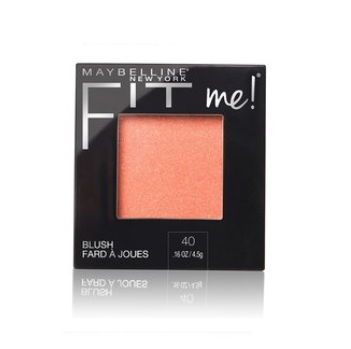 MAYBELLINE
NEW YORK
FIT me!
BLUSH
FARD À JOUES
40
.16 OZ/4.5g